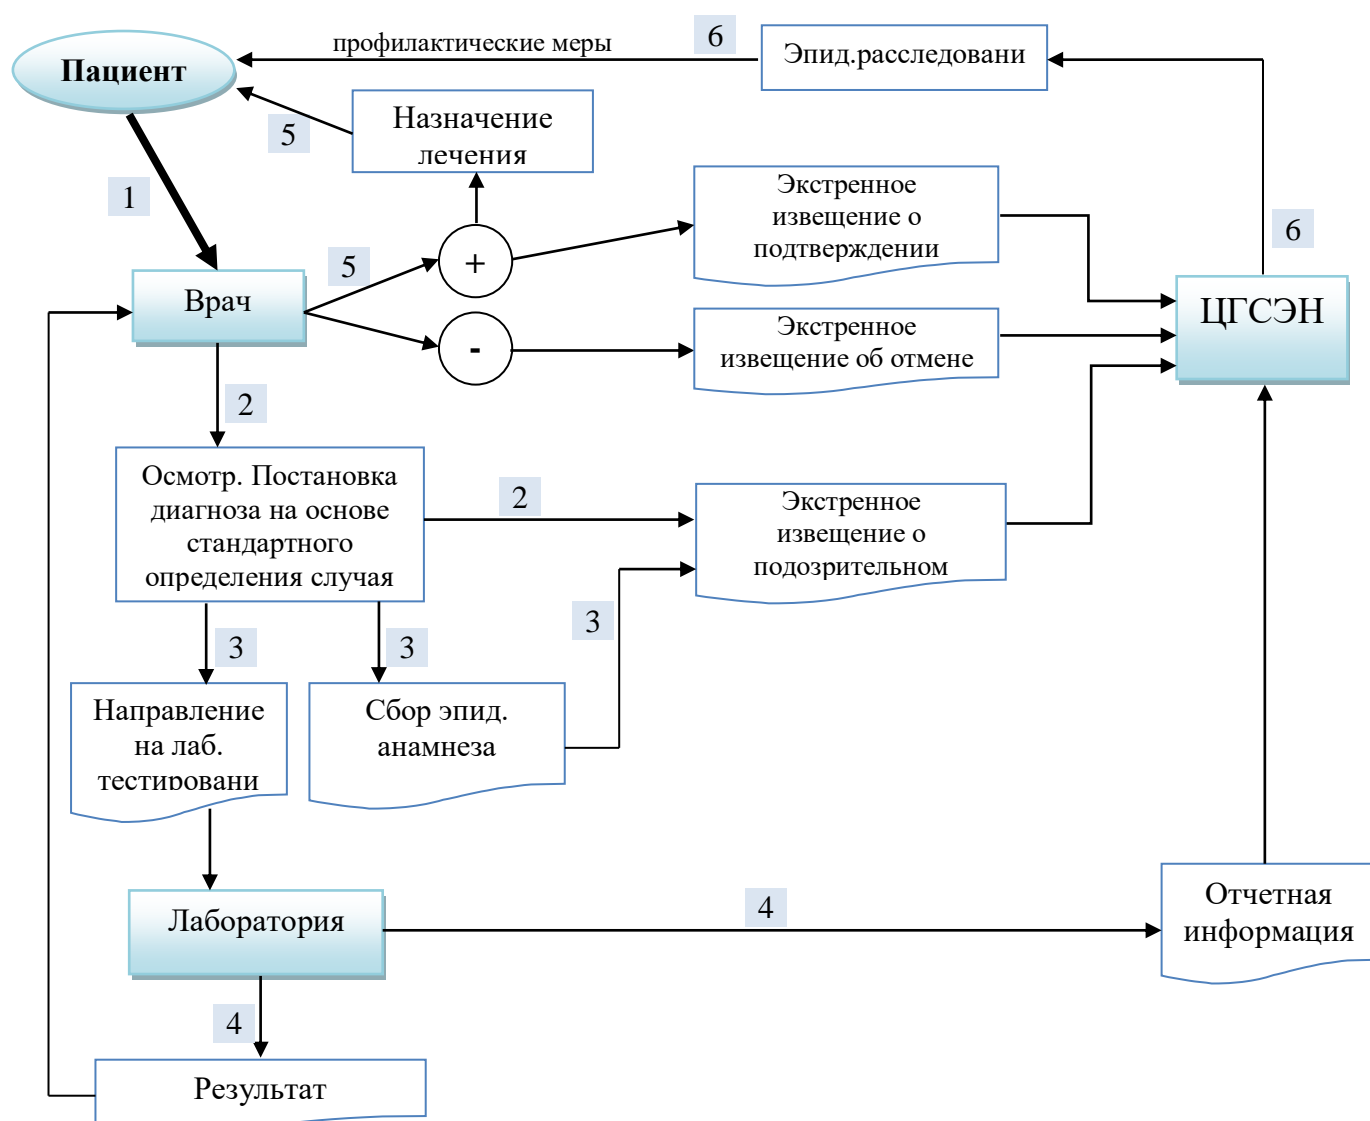 6
профилактические меры
Эпид.расследовани
Пациент
Назначение
лечения
5
1
Экстренное
извещение о
подтверждении
6
5
+
Врач
ЦГСЭН
Экстренное
извещение об отмене
-
2
Осмотр. Постановка
диагноза на основе
стандартного
определения случая
2
Экстренное
извещение о
подозрительном
3
3
3
Направление
на лаб.
тестировани
Сбор эпид.
анамнеза
Лаборатория
4
Отчетная
информация
4
Результат